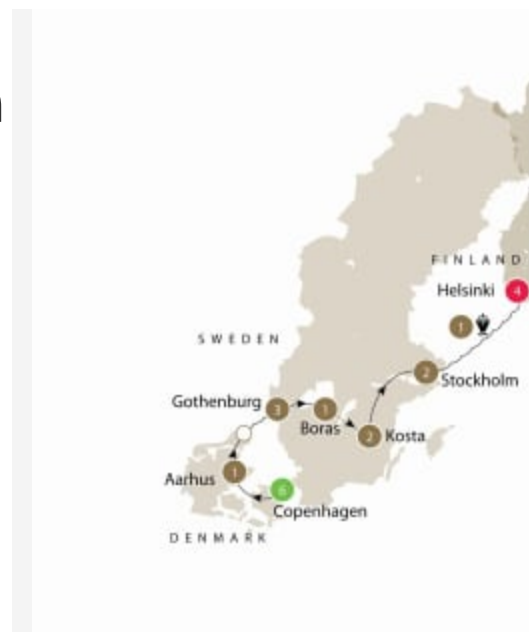 FINLAND
Helsinki 4
1
SWEDEN
2
Stockholm
Gothenburg 3
1
Boras
2 Kosta
Aarhus 1
6
Copenhagen
DENMARK